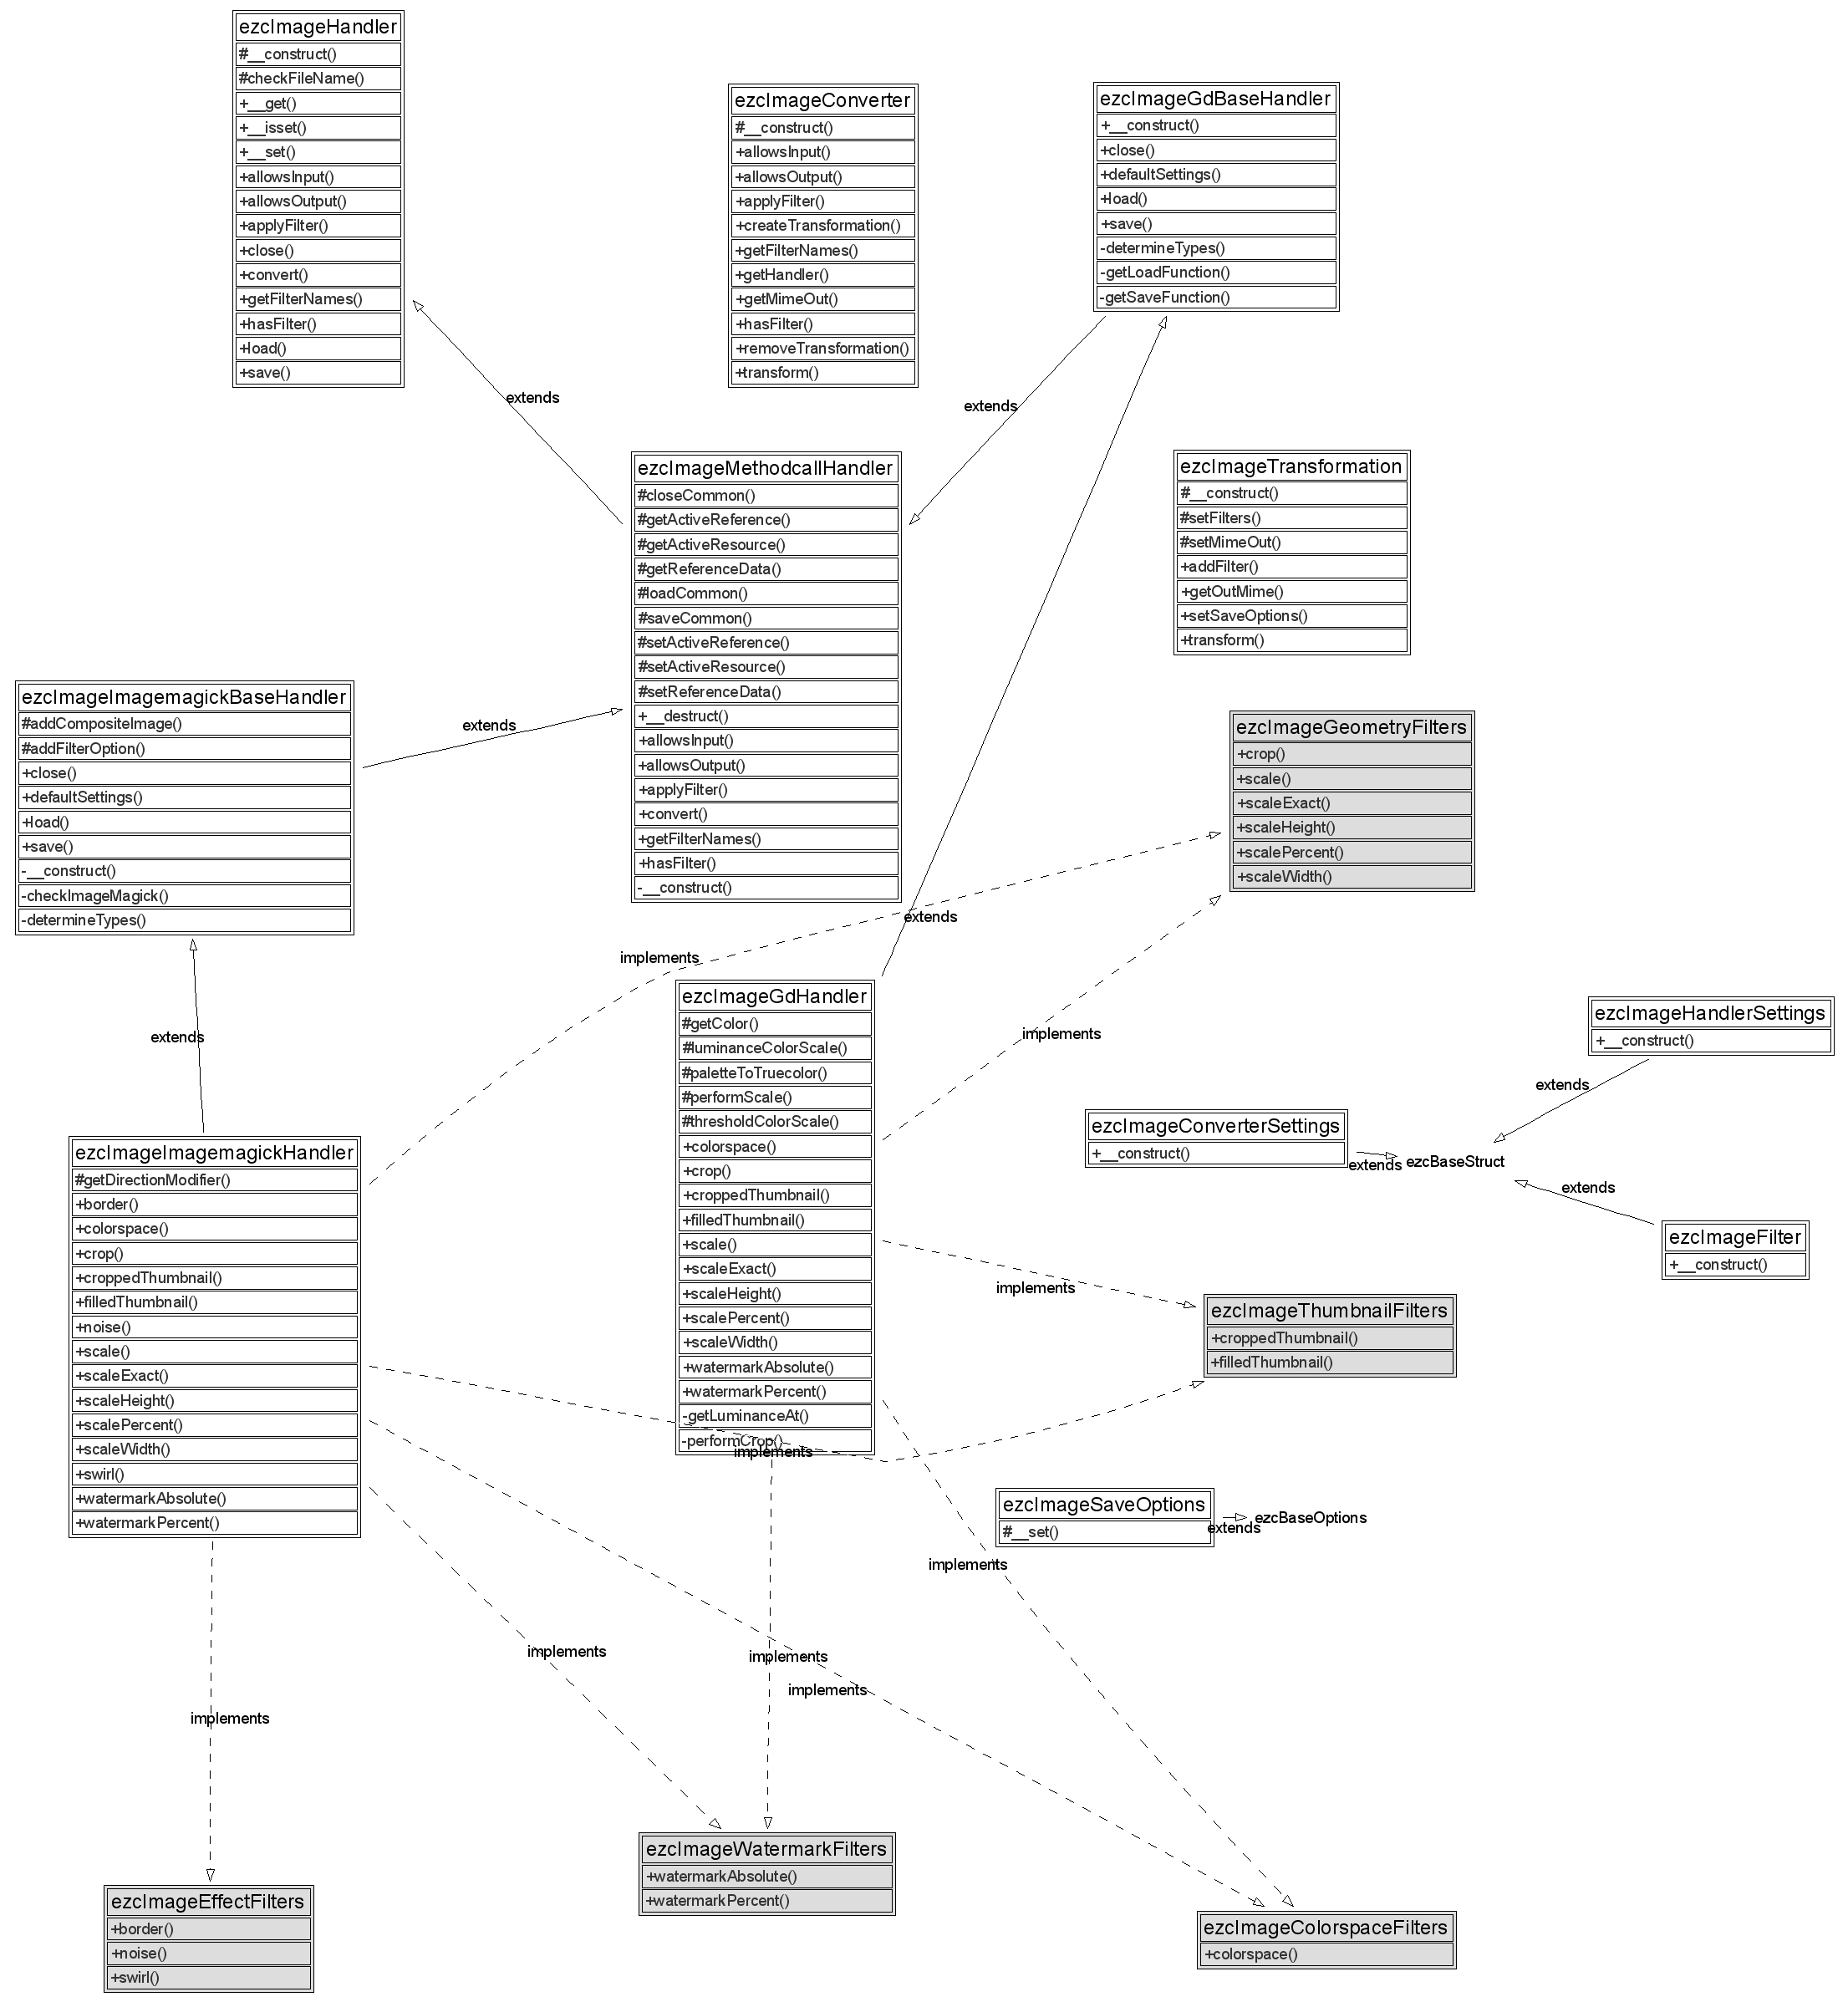 ezcImageHandler
#__construct()
#checkFileName()
+__get()
+__isset()
+__set()
+allowsInput()
+allowsOutput()
+applyFilter()
+close()
+convert()
+getFilterNames()
+hasFilter()
+load()
+save()
ezcImageConverter
#__construct()
+allowsInput()
+allowsOutput()
+applyFilter()
+createTransformation()
+getFilterNames()
+getHandler()
+getMimeOut()
+hasFilter()
+removeTransformation()
+transform()
ezcImageGdBaseHandler
+__construct()
+close()
+defaultSettings()
+load()
+save()
-determineTypes()
-getLoadFunction()
-getSaveFunction()
extends
extends
ezcImageMethodcallHandler
#closeCommon()
#getActiveReference()
#getActiveResource()
#getReferenceData()
#loadCommon()
#saveCommon()
#setActiveReference()
#setActiveResource()
#setReferenceData()
+__destruct()
+allowsInput()
+allowsOutput()
+applyFilter()
+convert()
+getFilterNames()
+hasFilter()
-__construct()
ezcImageTransformation
#__construct()
#setFilters()
#setMimeOut()
+addFilter()
+getOutMime()
+setSaveOptions()
+transform()
ezcImageImagemagickBaseHandler
#addCompositeImage()
#addFilterOption()
+close()
+defaultSettings()
+load()
+save()
-__construct()
-checkImageMagick()
-determineTypes()
extends
ezcImageGeometryFilters
+crop()
+scale()
+scaleExact()
+scaleHeight()
+scalePercent()
+scaleWidth()
extends
implements
extends
implements
ezcImageGdHandler
#getColor()
#luminanceColorScale()
#paletteToTruecolor()
#performScale()
#thresholdColorScale()
+colorspace()
+crop()
+croppedThumbnail()
+filledThumbnail()
+scale()
+scaleExact()
+scaleHeight()
+scalePercent()
+scaleWidth()
+watermarkAbsolute()
+watermarkPercent()
-getLuminanceAt()
-performCrop()
ezcImageHandlerSettings
+__construct()
extends
ezcImageConverterSettings
+__construct()
extends
ezcBaseStruct
extends
ezcImageFilter
+__construct()
ezcImageImagemagickHandler
#getDirectionModifier()
+border()
+colorspace()
+crop()
+croppedThumbnail()
+filledThumbnail()
+noise()
+scale()
+scaleExact()
+scaleHeight()
+scalePercent()
+scaleWidth()
+swirl()
+watermarkAbsolute()
+watermarkPercent()
implements
ezcImageThumbnailFilters
+croppedThumbnail()
+filledThumbnail()
implements
ezcImageSaveOptions
#__set()
extends
ezcBaseOptions
implements
implements
implements
implements
implements
ezcImageWatermarkFilters
+watermarkAbsolute()
+watermarkPercent()
ezcImageEffectFilters
+border()
+noise()
+swirl()
ezcImageColorspaceFilters
+colorspace()